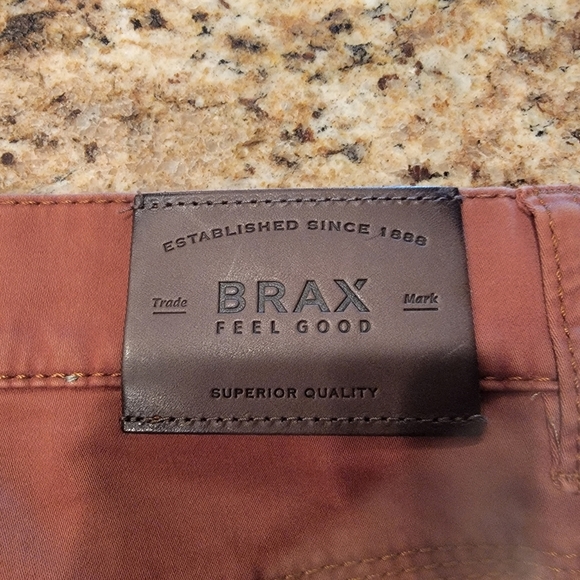 ESTABLISHED SINCE 1888
Trade BRAX Mark
FEEL GOOD
SUPERIOR QUALITY